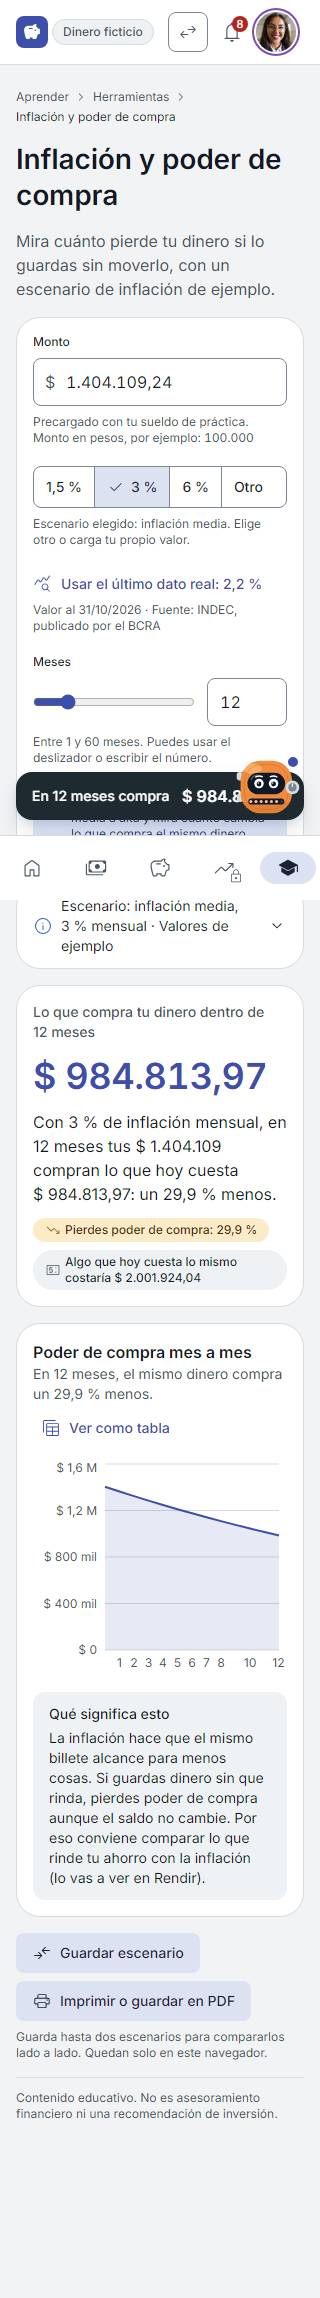 Dinero ficticio
8
Aprender > Herramientas >
Inflación y poder de compra
Inflación y poder de
compra
Mira cuánto pierde tu dinero si lo
guardas sin moverlo, con un
escenario de inflación de ejemplo.
Monto
$ 1.404.109,24
Precargado con tu sueldo de práctica.
Monto en pesos, por ejemplo: 100.000
1,5 % 3 % 6 % Otro
Escenario elegido: inflación media. Elige
otro o carga tu propio valor.
Usar el último dato real: 2,2 %
Valor al 31/10/2026 · Fuente: INDEC,
publicado por el BCRA
Meses
12
Entre 1 y 60 meses. Puedes usar el
deslizador o escribir el número.
En 12 meses compra $ 984.8
lo que compra el mismo dinero
Escenario: inflación media,
3 % mensual · Valores de
ejemplo
Lo que compra tu dinero dentro de
12 meses
$ 984.813,97
Con 3 % de inflación mensual, en
12 meses tus $ 1.404.109
compran lo que hoy cuesta
$ 984.813,97: un 29,9 % menos.
Pierdes poder de compra: 29,9 %
Algo que hoy cuesta lo mismo
costaría $ 2.001.924,04
Poder de compra mes a mes
En 12 meses, el mismo dinero compra
un 29,9 % menos.
Ver como tabla
$ 1,6 M
$ 1,2 M
$ 800 mil
$ 400 mil
$ 0
1 2 3 4 5 6 7 8 10 12
Qué significa esto
La inflación hace que el mismo
billete alcance para menos
cosas. Si guardas dinero sin que
rinda, pierdes poder de compra
aunque el saldo no cambie. Por
eso conviene comparar lo que
rinde tu ahorro con la inflación
(lo vas a ver en Rendir).
Guardar escenario
Imprimir o guardar en PDF
Guarda hasta dos escenarios para compararlos
lado a lado. Quedan solo en este navegador.
Contenido educativo. No es asesoramiento
financiero ni una recomendación de inversión.